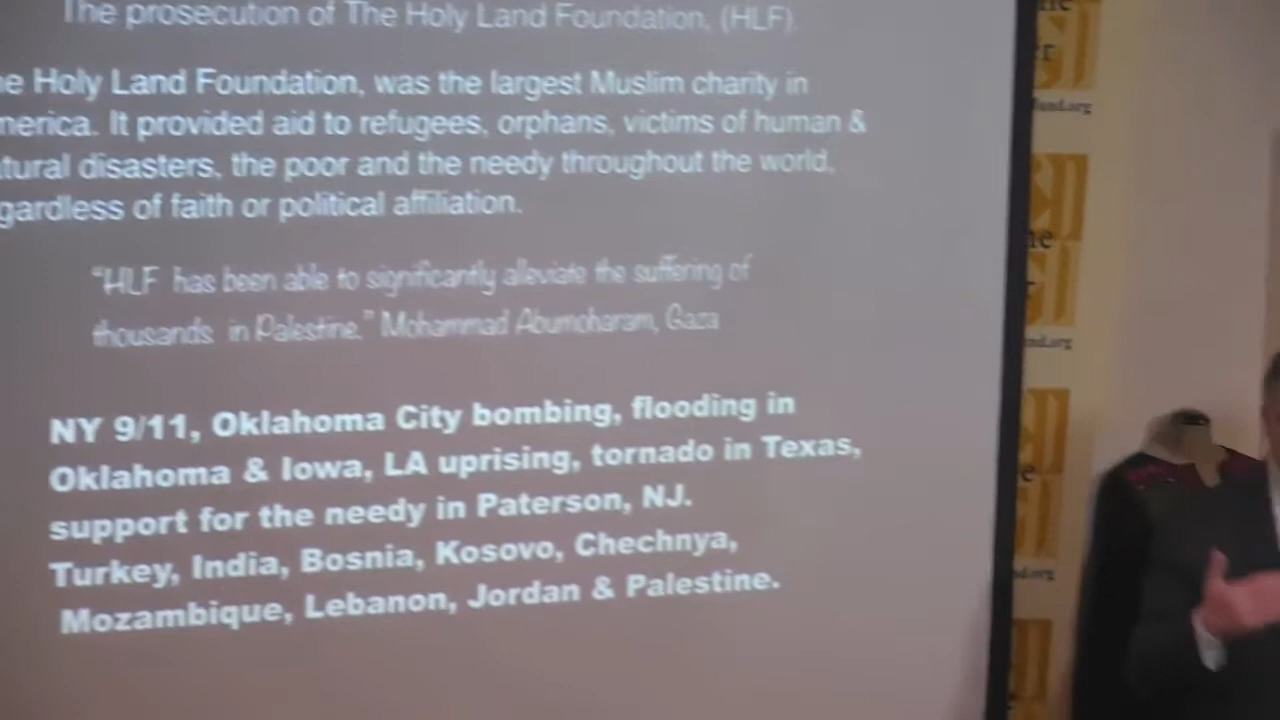 The prosecution of The Holy Land Foundation, (HLF).
he Holy Land Foundation, was the largest Muslim charity in
merica. It provided aid to refugees, orphans, victims of human &
tural disasters, the poor and the needy throughout the world,
gardless of faith or political affiliation.
“HLF has been able to significantly alleviate the suffering of
thousands in Palestine.” Mohammad Abumoharam, Gaza
NY 9/11, Oklahoma City bombing, flooding in
Oklahoma & Iowa, LA uprising, tornado in Texas,
support for the needy in Paterson, NJ.
Turkey, India, Bosnia, Kosovo, Chechnya,
Mozambique, Lebanon, Jordan & Palestine.